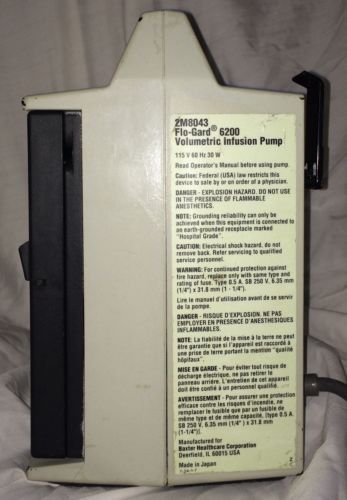 2M8043
Flo-Gard® 6200
Volumetric Infusion Pump
115 V 60 Hz 30 W
Read Operator's Manual before using pump.
Caution: Federal (USA) law restricts this
device to sale by or on order of a physician.
DANGER - EXPLOSION HAZARD. DO NOT USE
IN THE PRESENCE OF FLAMMABLE
ANESTHETICS.
NOTE: Grounding reliability can only be
achieved when this equipment is connected to
an earth-grounded receptacle marked
"Hospital Grade".
CAUTION: Electrical shock hazard, do not
remove back. Refer servicing to qualified
service personnel.
WARNING: For continued protection against
fire hazard, replace only with same type and
rating of fuse. Type 0.5 A. SB 250 V, 6.35 mm
(1/4") x 31.8 mm (1 - 1/4").
Lire le manuel d'utilisation avant de se servir
de la pompe.
DANGER - RISQUE D'EXPLOSION. NE PAS
EMPLOYER EN PRESENCE D'ANESTHESIQUES
INFLAMMABLES.
NOTE: La fiabilité de la mise à la terre ne peut
être garantie que si l'appareil est raccordé à
une prise de terre portant la mention "qualité
hôpitaux".
MISE EN GARDE - Pour éviter tout risque de
décharge électrique, ne pas retirer le
panneau arrière. L'entretien de cet appareil
doit être confié à un personnel qualifié.
AVERTISSEMENT - Pour assurer une protection
efficace contre les risques d'incendie, ne
remplacer le fusible que par un fusible de
même type et de même capacité, (type 0.5 A.
SB 250 V, 6.35 mm (1/4") x 31.8 mm
(1-1/4")).
Manufactured for
Baxter Healthcare Corporation
Deerfield, IL 60015 USA
Made in Japan